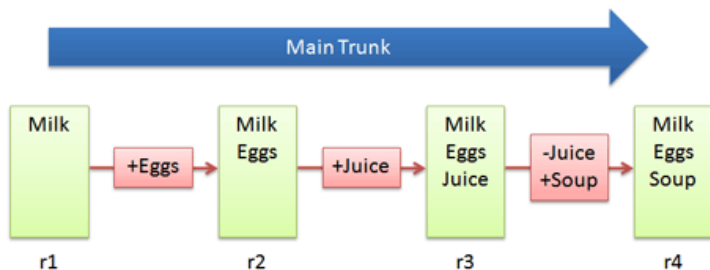 Main Trunk
Milk
+Eggs
Milk
Eggs
+Juice
Milk
Eggs
Juice
-Juice
+Soup
Milk
Eggs
Soup
r1
r2
r3
r4